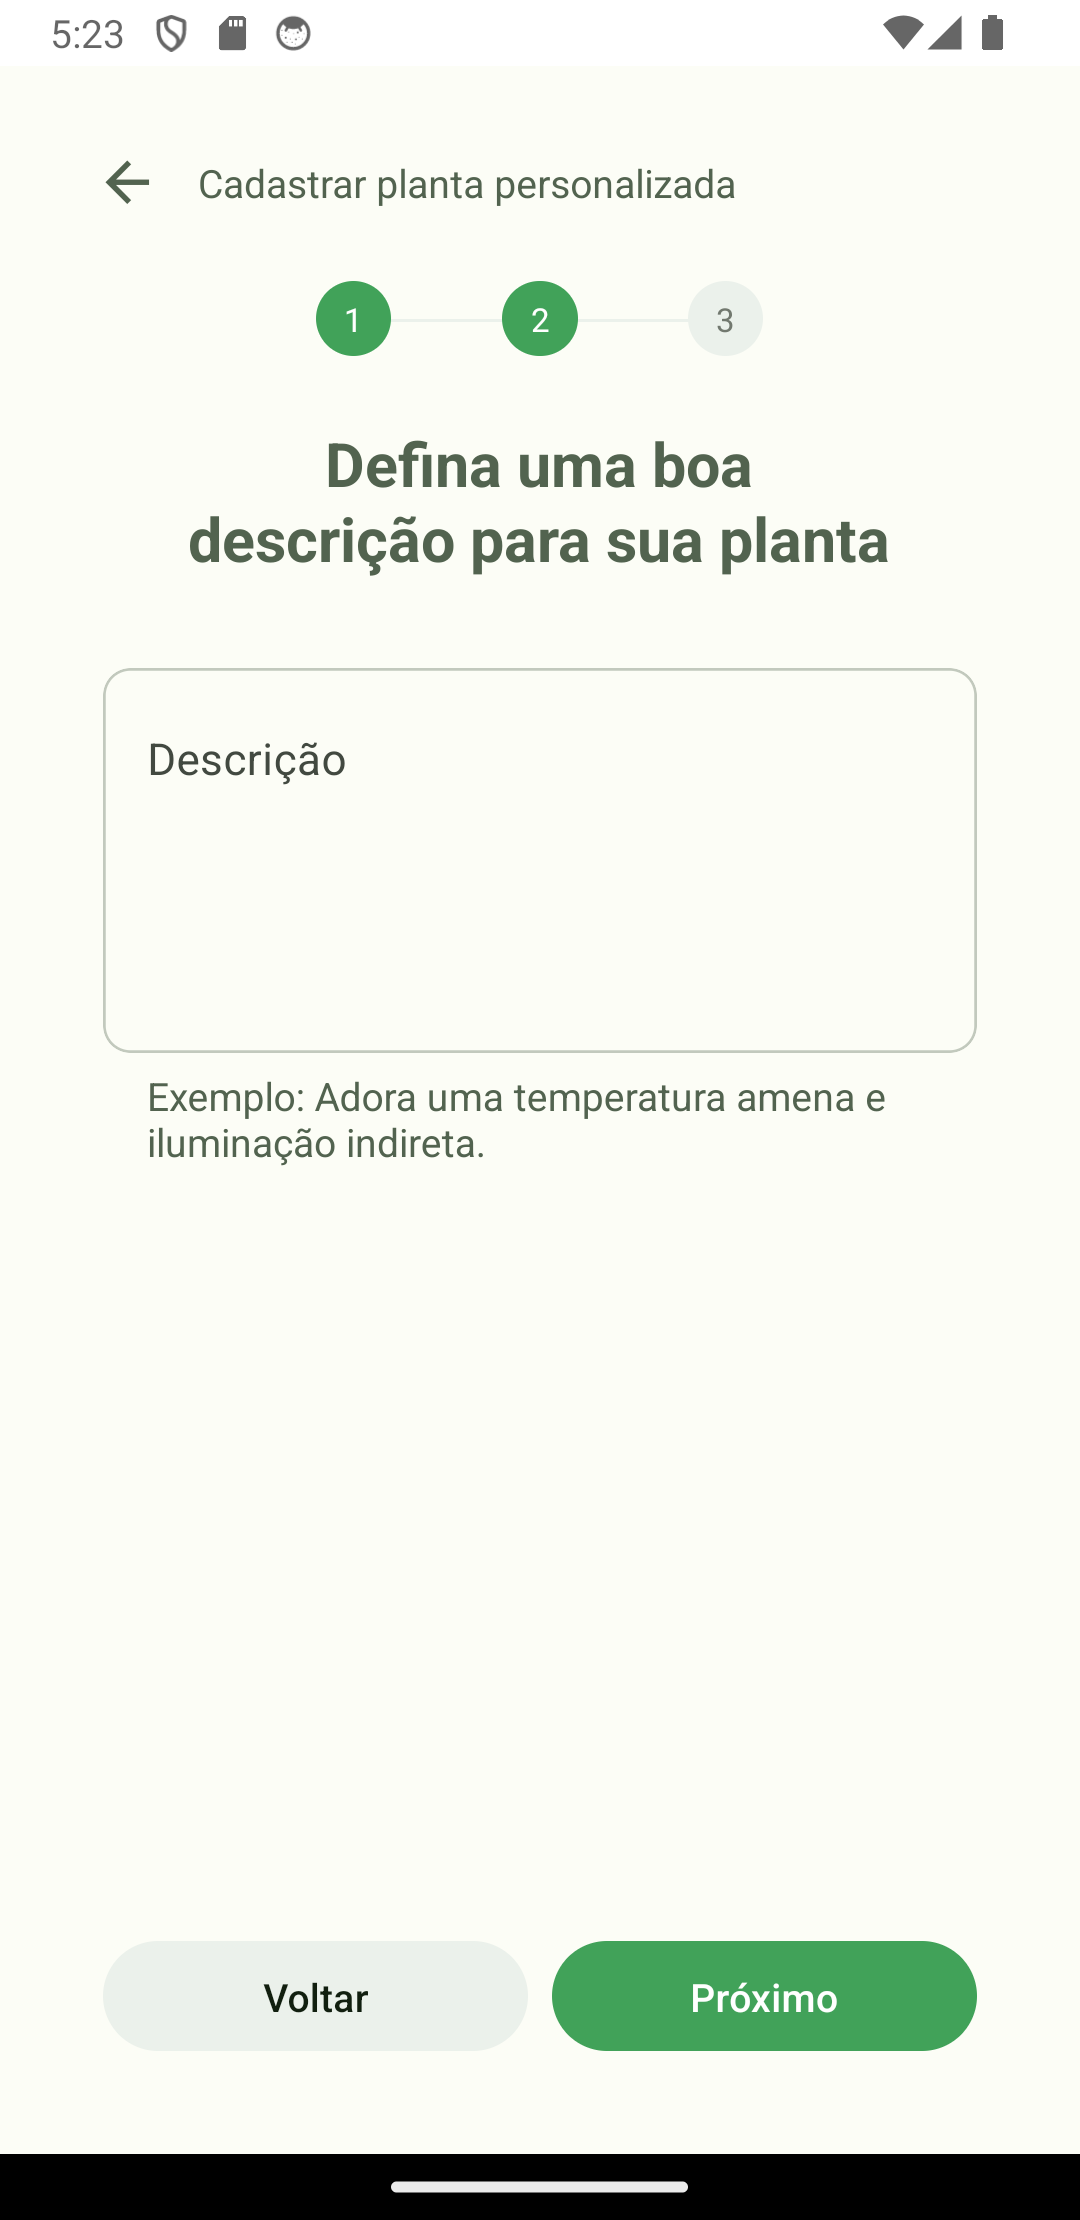 5:23
Cadastrar planta personalizada
1 2 3
Defina uma boa
descrição para sua planta
Descrição
Exemplo: Adora uma temperatura amena e
iluminação indireta.
Voltar Próximo